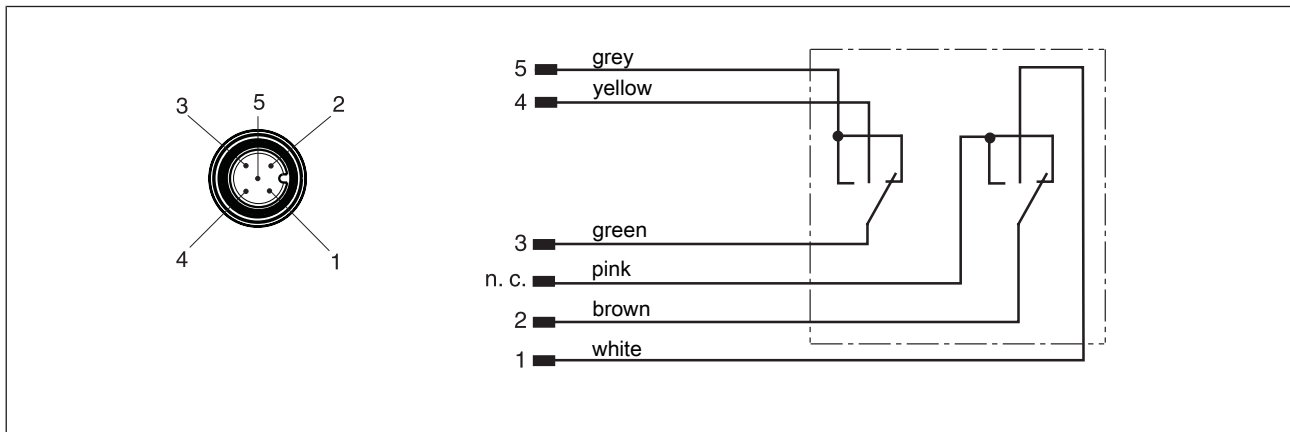 3
5
2
4
1
5 grey
4 yellow
3 green
n. c. pink
2 brown
1 white